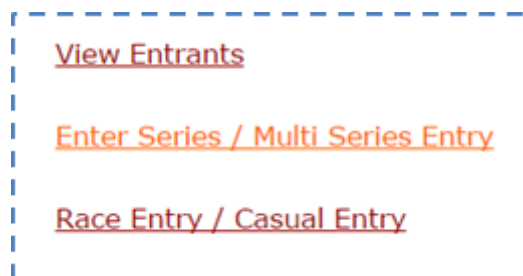 View Entrants
Enter Series / Multi Series Entry
Race Entry / Casual Entry